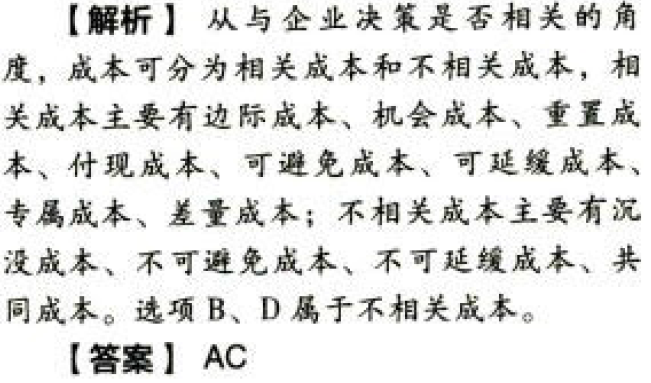 【解析】 从与企业决策是否相关的角
度，成本可分为相关成本和不相关成本，相
关成本主要有边际成本、机会成本、重置成
本、付现成本、可避免成本、可延缓成本、
专属成本、差量成本；不相关成本主要有沉
没成本、不可避免成本、不可延缓成本、共
同成本。选项 B、D 属于不相关成本。
【答案】 AC